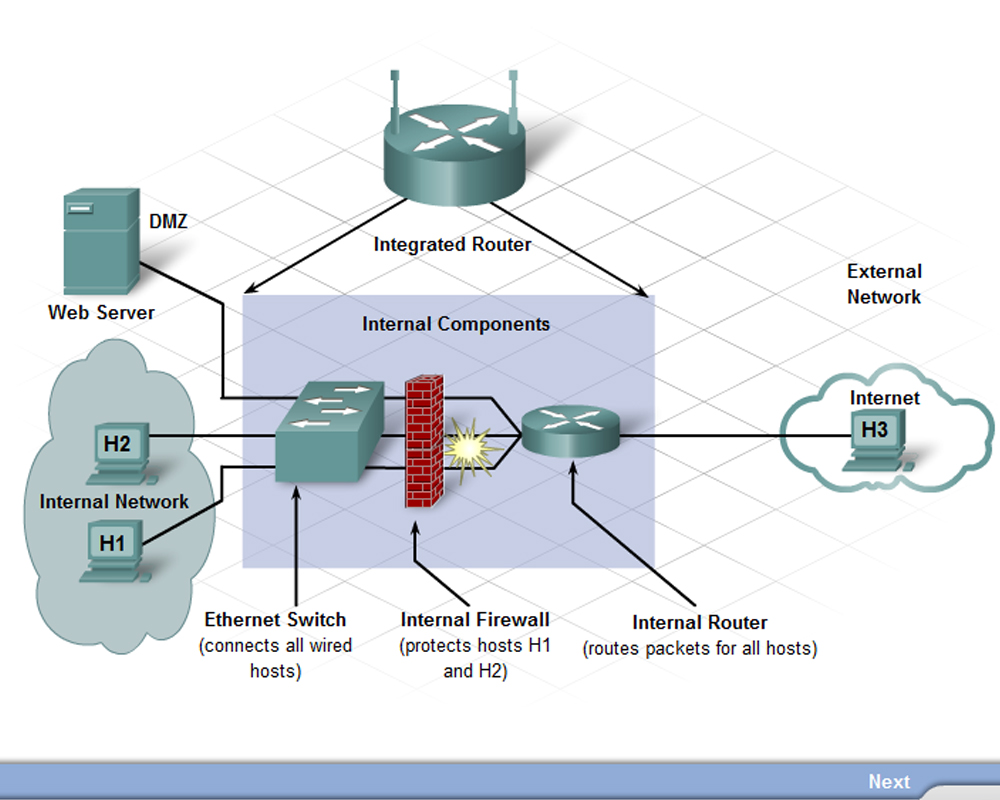 DMZ
Integrated Router
Web Server
External
Network
Internal Components
Internet
H3
H2
Internal Network
H1
Ethernet Switch
(connects all wired
hosts)
Internal Firewall
(protects hosts H1
and H2)
Internal Router
(routes packets for all hosts)
Next